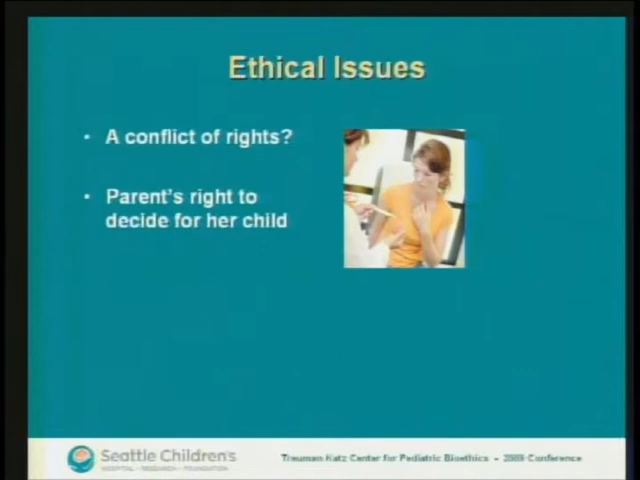 Ethical Issues
• A conflict of rights?
• Parent's right to
decide for her child
Seattle Children's
HOSPITAL • RESEARCH • FOUNDATION
Treuman Katz Center for Pediatric Bioethics • 2009 Conference